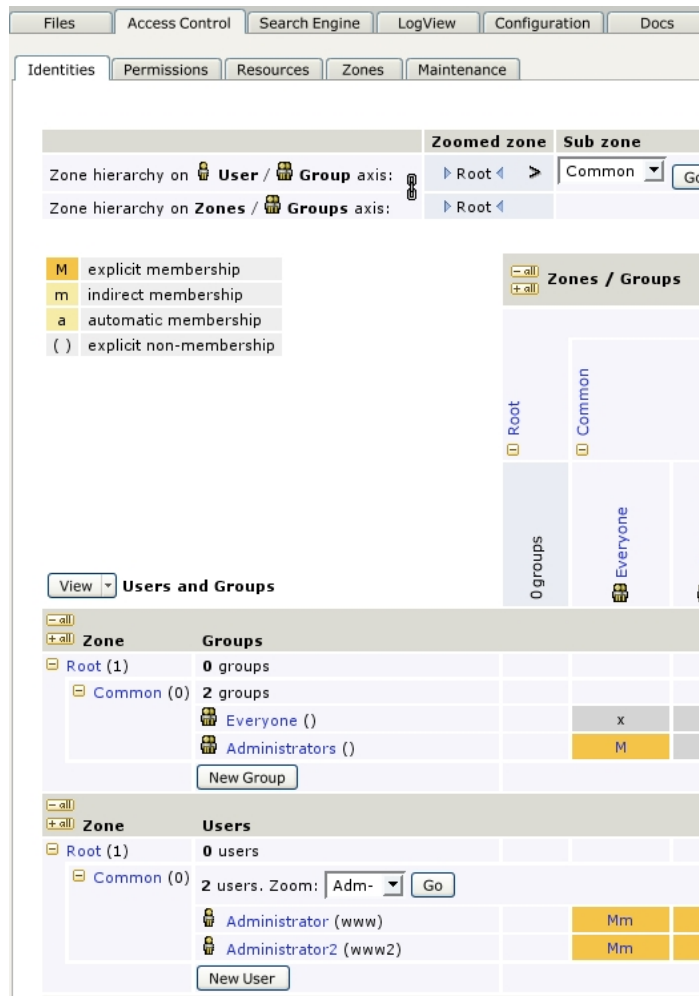 Files Access Control Search Engine LogView Configuration Docs
Identities Permissions Resources Zones Maintenance
Zoomed zone Sub zone
Zone hierarchy on User / Group axis: Root > Common Go
Zone hierarchy on Zones / Groups axis: Root
M explicit membership
m indirect membership
a automatic membership
( ) explicit non-membership
- all
+ all
Zones / Groups
Root
Common
0 groups
Everyone
View Users and Groups
- all
+ all Zone Groups
Root (1) 0 groups
Common (0) 2 groups
Everyone () x
Administrators () M
New Group
- all
+ all Zone Users
Root (1) 0 users
Common (0) 2 users. Zoom: Adm- Go
Administrator (www) Mm
Administrator2 (www2) Mm
New User